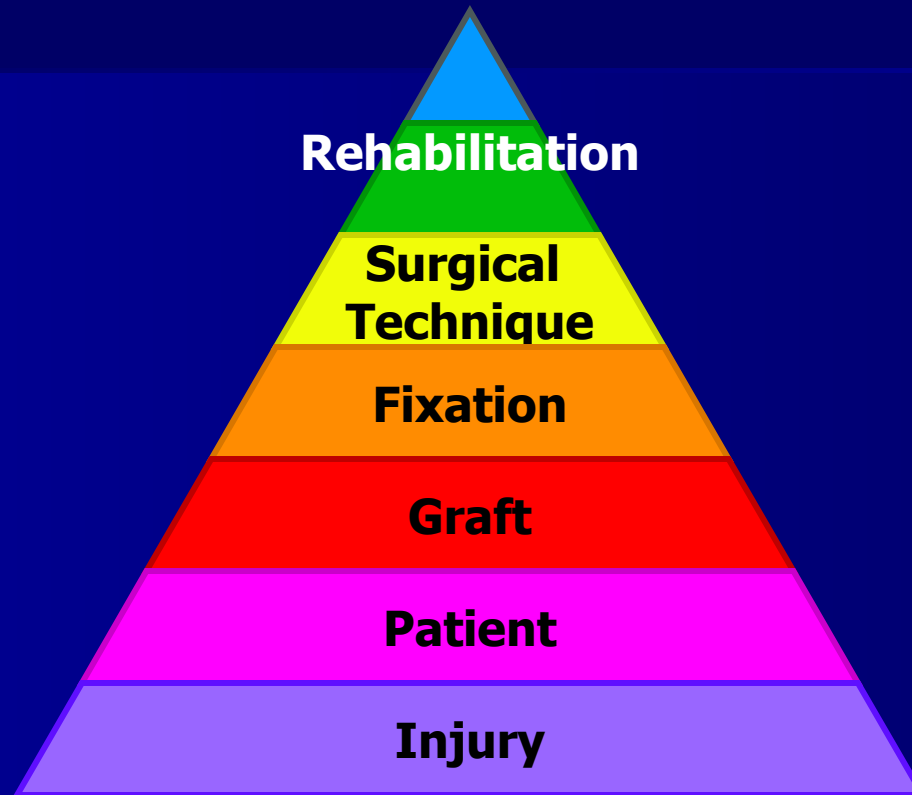 Rehabilitation
Surgical
Technique
Fixation
Graft
Patient
Injury